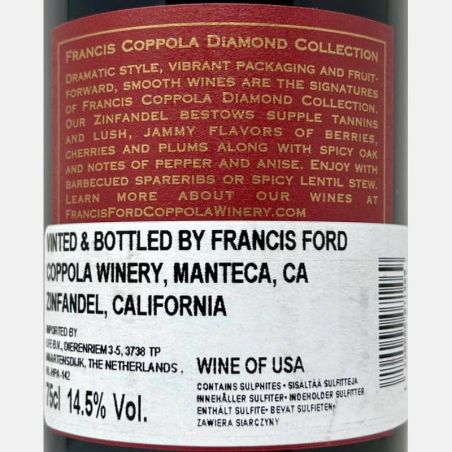 FRANCIS COPPOLA DIAMOND COLLECTION
DRAMATIC STYLE, VIBRANT PACKAGING AND FRUIT-
FORWARD, SMOOTH WINES ARE THE SIGNATURES
OF FRANCIS COPPOLA DIAMOND COLLECTION.
OUR ZINFANDEL BESTOWS SUPPLE TANNINS
AND LUSH, JAMMY FLAVORS OF BERRIES,
CHERRIES AND PLUMS ALONG WITH SPICY OAK
AND NOTES OF PEPPER AND ANISE. ENJOY WITH
BARBECUED SPARERIBS OR SPICY LENTIL STEW.
LEARN MORE ABOUT OUR WINES AT
FRANCISFORDCOPPOLAWINERY.COM
VINTED & BOTTLED BY FRANCIS FORD
COPPOLA WINERY, MANTECA, CA
ZINFANDEL, CALIFORNIA
IMPORTED BY
B.V., DIERENRIEM 3-5, 3738 TP
MAARTENSDIJK, THE NETHERLANDS,
75cl 14.5% Vol.
WINE OF USA
CONTAINS SULPHITES • SISÄLTÄÄ SULFITTEJA
INNEHÅLLER SULFITER • INDEHOLDER SULFITTER
ENTHÄLT SULFITE • BEVAT SULFIETEN •
ZAWIERA SIARCZYNY